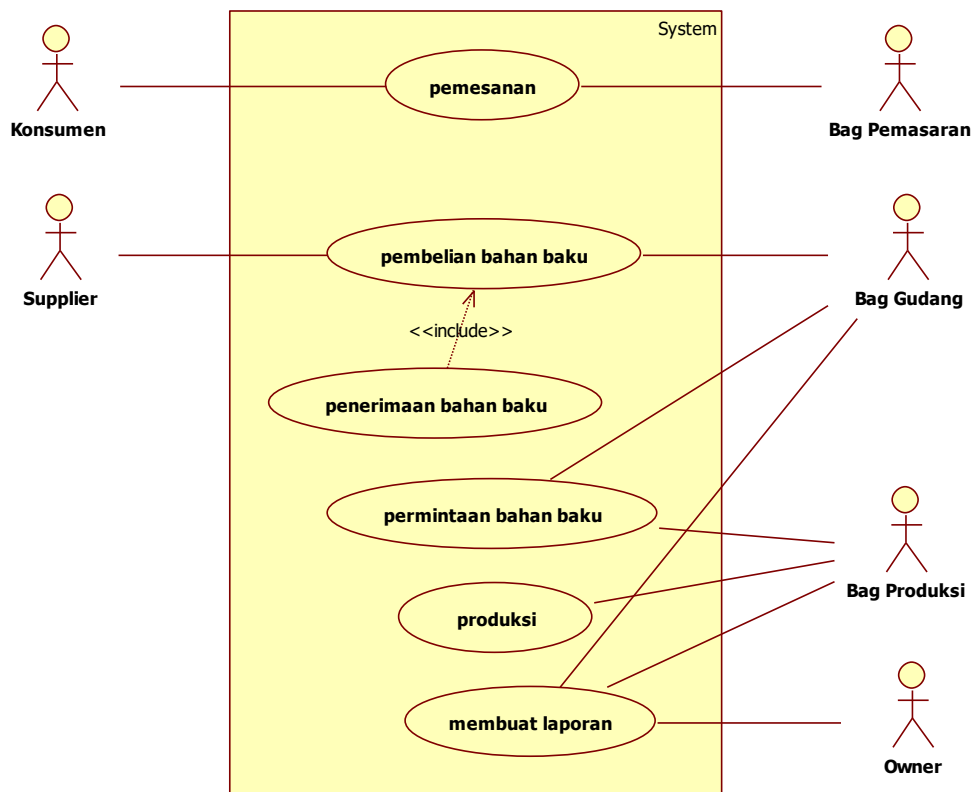 System
pemesanan
Konsumen
Bag Pemasaran
pembelian bahan baku
Supplier
Bag Gudang
<<include>>
penerimaan bahan baku
permintaan bahan baku
Bag Produksi
produksi
membuat laporan
Owner